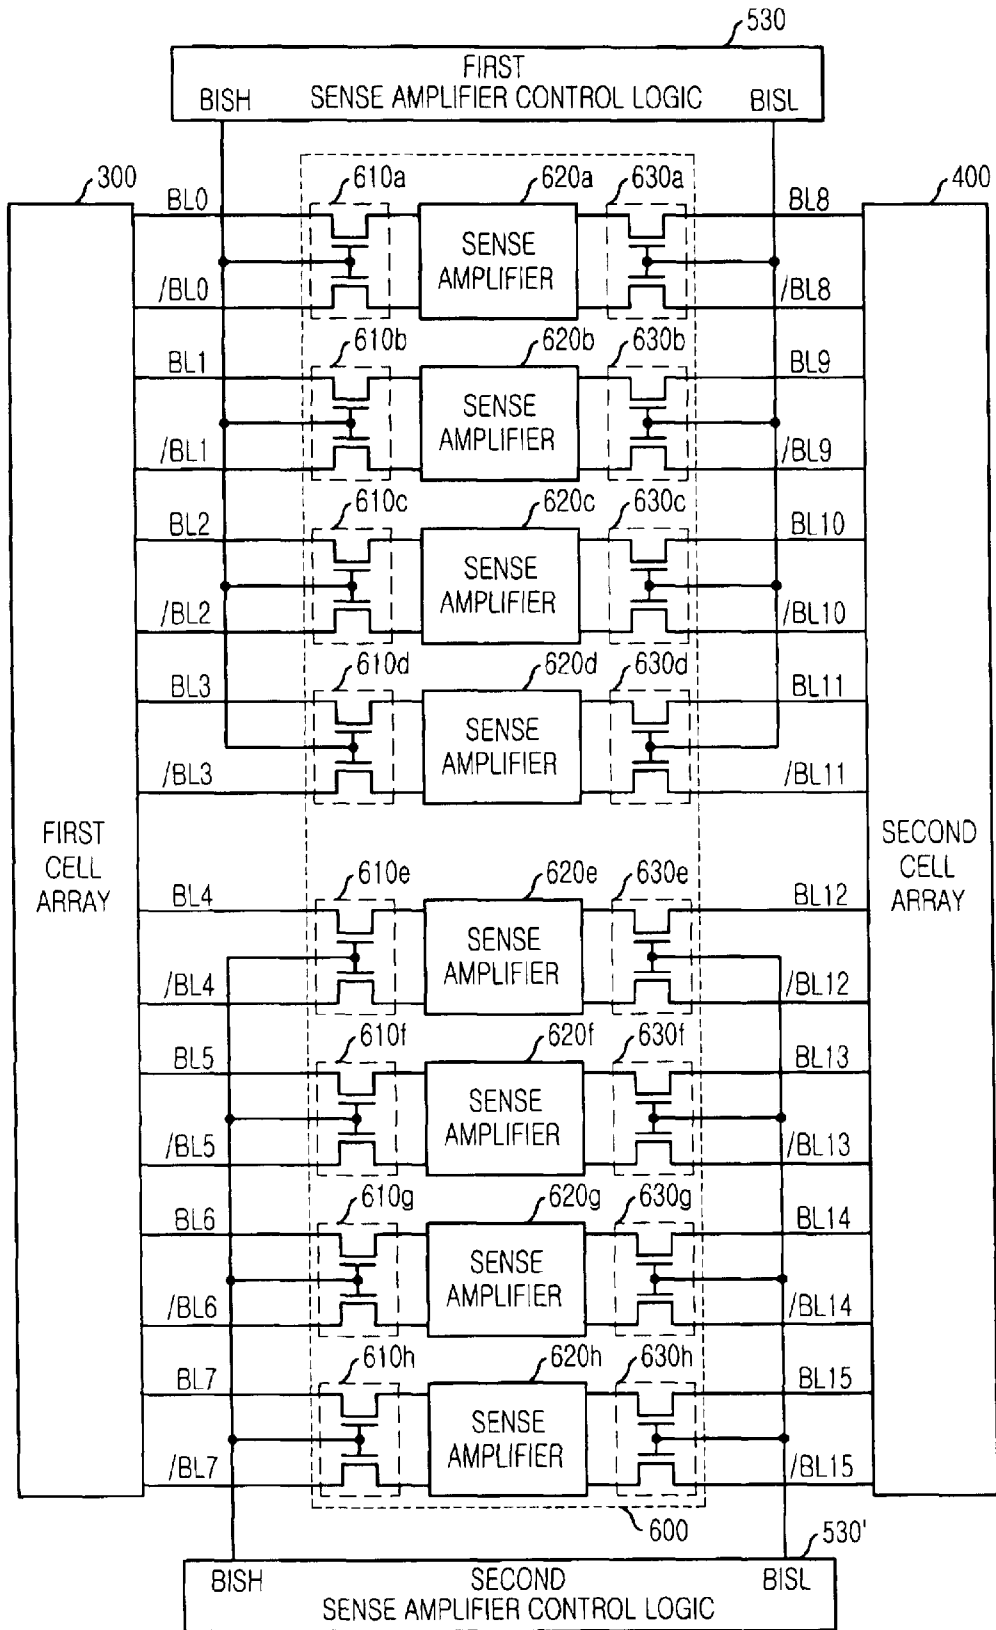 530
FIRST
BISH SENSE AMPLIFIER CONTROL LOGIC BISL
300 610a 620a 630a 400
BL0 BL8
SENSE
AMPLIFIER
/BL0 /BL8
610b 620b 630b
BL1 BL9
SENSE
AMPLIFIER
/BL1 /BL9
610c 620c 630c
BL2 BL10
SENSE
AMPLIFIER
/BL2 /BL10
610d 620d 630d
BL3 BL11
SENSE
AMPLIFIER
/BL3 /BL11
FIRST
CELL
ARRAY
SECOND
CELL
ARRAY
610e 620e 630e
BL4 BL12
SENSE
AMPLIFIER
/BL4 /BL12
610f 620f 630f
BL5 BL13
SENSE
AMPLIFIER
/BL5 /BL13
610g 620g 630g
BL6 BL14
SENSE
AMPLIFIER
/BL6 /BL14
610h 620h 630h
BL7 BL15
SENSE
AMPLIFIER
/BL7 /BL15
600
530'
BISH SECOND BISL
SENSE AMPLIFIER CONTROL LOGIC